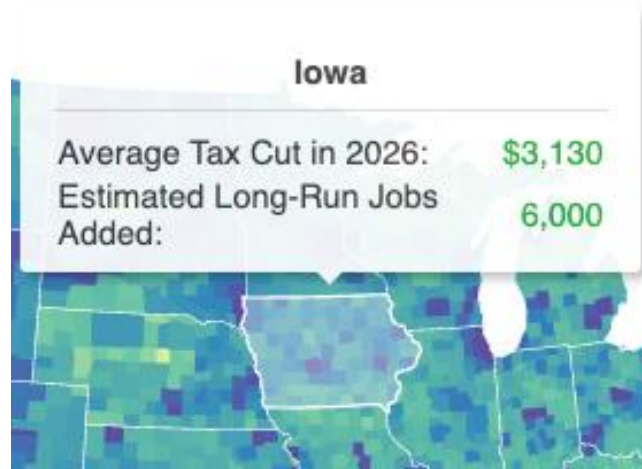 Iowa
Average Tax Cut in 2026: $3,130
Estimated Long-Run Jobs
Added: 6,000